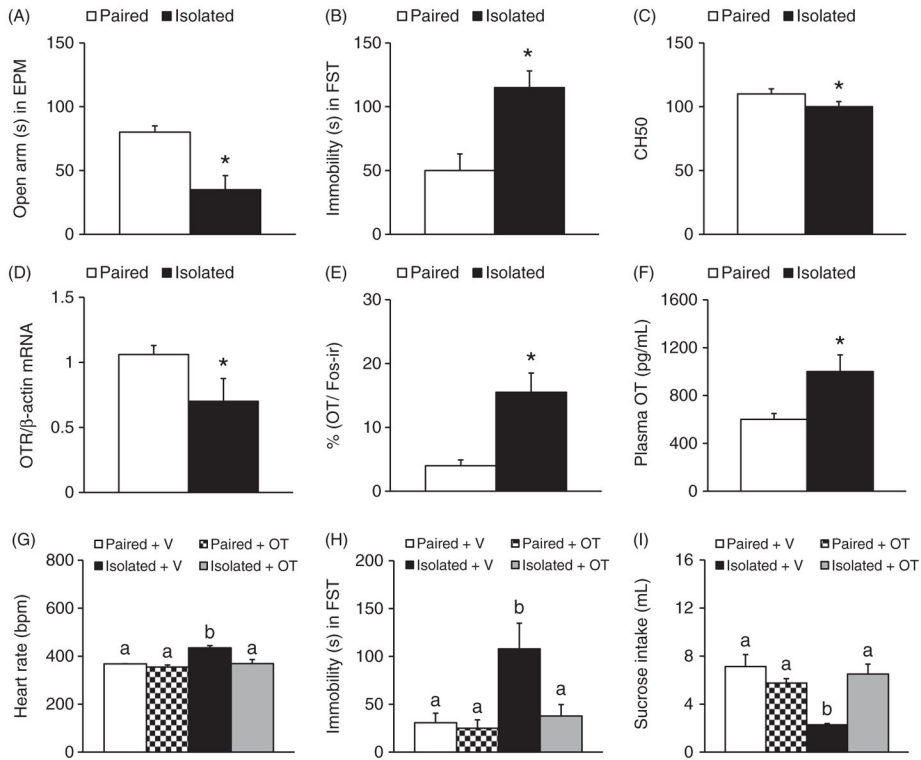 (A) □Paired ■Isolated
150
100
50
0
Open arm (s) in EPM
*
(B) □Paired ■Isolated
150
100
50
0
Immobility (s) in FST
*
(C) □Paired ■Isolated
150
100
50
0
CH50
*
(D) □Paired ■Isolated
1.5
1
0.5
0
OTR/β-actin mRNA
*
(E) □Paired ■Isolated
30
20
10
0
% (OT/ Fos-ir)
*
(F) □Paired ■Isolated
1600
1200
800
400
0
Plasma OT (pg/mL)
*
(G) Paired + V Paired + OT
Isolated + V Isolated + OT
800
600
400
200
0
Heart rate (bpm)
a a b a
(H) Paired + V Paired + OT
Isolated + V Isolated + OT
200
150
100
50
0
Immobility (s) in FST
a a b a
(I) Paired + V Paired + OT
Isolated + V Isolated + OT
16
12
8
4
0
Sucrose intake (mL)
a a b a